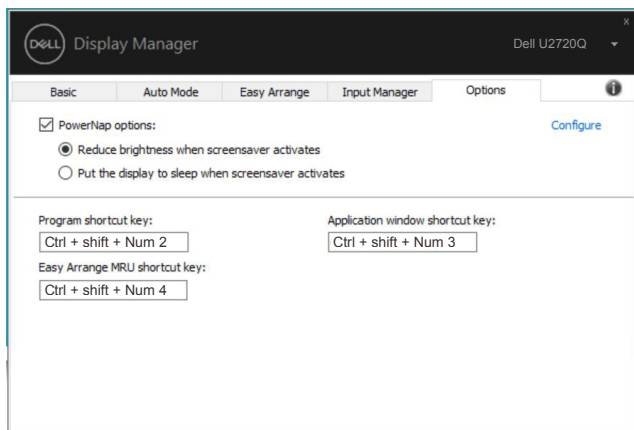 x
DELL Display Manager Dell U2720Q
Basic Auto Mode Easy Arrange Input Manager Options i
PowerNap options: Configure
Reduce brightness when screensaver activates
Put the display to sleep when screensaver activates
Program shortcut key: Application window shortcut key:
Ctrl + shift + Num 2 Ctrl + shift + Num 3
Easy Arrange MRU shortcut key:
Ctrl + shift + Num 4